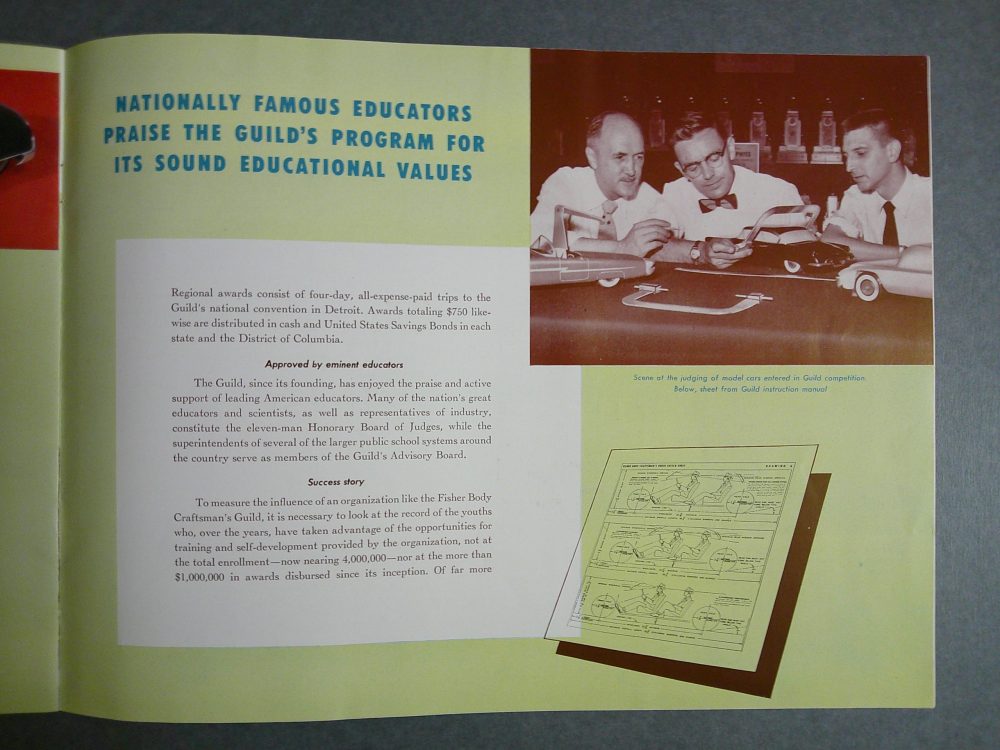 NATIONALLY FAMOUS EDUCATORS
PRAISE THE GUILD'S PROGRAM FOR
ITS SOUND EDUCATIONAL VALUES
Regional awards consist of four-day, all-expense-paid trips to the
Guild's national convention in Detroit. Awards totaling $750 like-
wise are distributed in cash and United States Savings Bonds in each
state and the District of Columbia.
Approved by eminent educators
The Guild, since its founding, has enjoyed the praise and active
support of leading American educators. Many of the nation's great
educators and scientists, as well as representatives of industry,
constitute the eleven-man Honorary Board of Judges, while the
superintendents of several of the larger public school systems around
the country serve as members of the Guild's Advisory Board.
Success story
To measure the influence of an organization like the Fisher Body
Craftsman's Guild, it is necessary to look at the record of the youths
who, over the years, have taken advantage of the opportunities for
training and self-development provided by the organization, not at
the total enrollment—now nearing 4,000,000—nor at the more than
$1,000,000 in awards disbursed since its inception. Of far more
Scene at the judging of model cars entered in Guild competition.
Below, sheet from Guild instruction manual